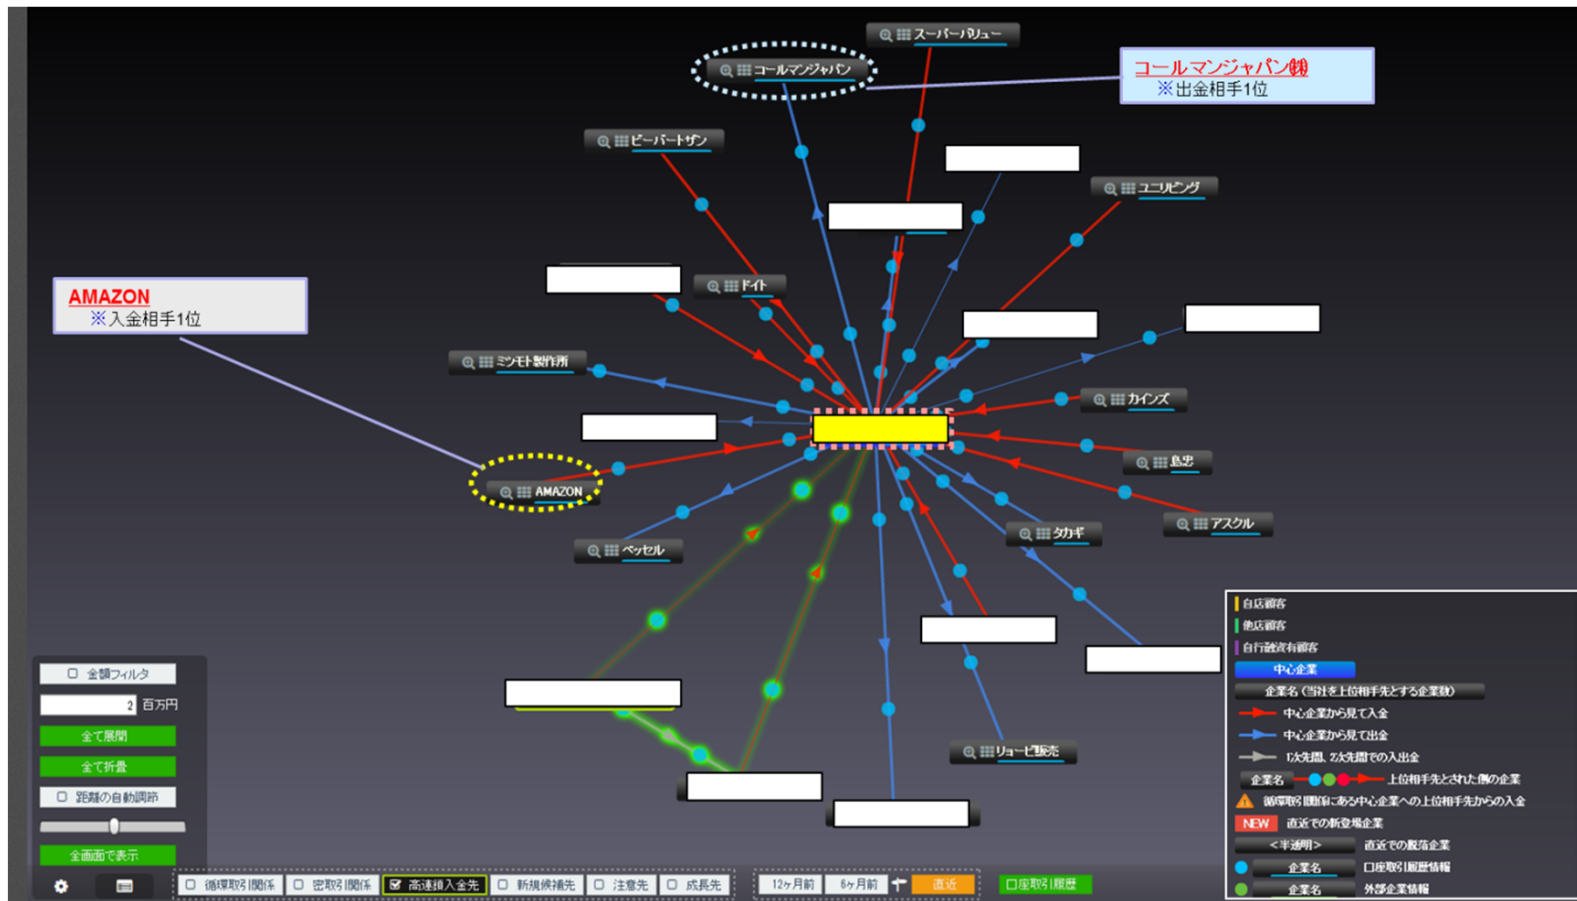 スーパーバリュー
コールマンジャパン
コールマンジャパン㈱
※出金相手1位
ビーバートザン
ユニリビング
AMAZON
※入金相手1位
ドイト
ミツモト製作所
カインズ
島忠
AMAZON
アスクル
タカギ
ベッセル
リョービ販売
金額フィルタ
2 百万円
全て展開
全て折畳
距離の自動調節
全画面で表示
循環取引関係
密取引関係
高連鎖入金先
新規候補先
注意先
成長先
12ヶ月前
6ヶ月前
直近
口座取引履歴
自店顧客
他店顧客
自行融資有顧客
中心企業
企業名（当社を上位相手先とする企業数）
中心企業から見て入金
中心企業から見て出金
1次先間、2次先間での入出金
企業名 上位相手先とされた側の企業
循環取引関係にある中心企業への上位相手先からの入金
NEW 直近での新登場企業
＜半透明＞ 直近での脱落企業
企業名 口座取引履歴情報
企業名 外部企業情報